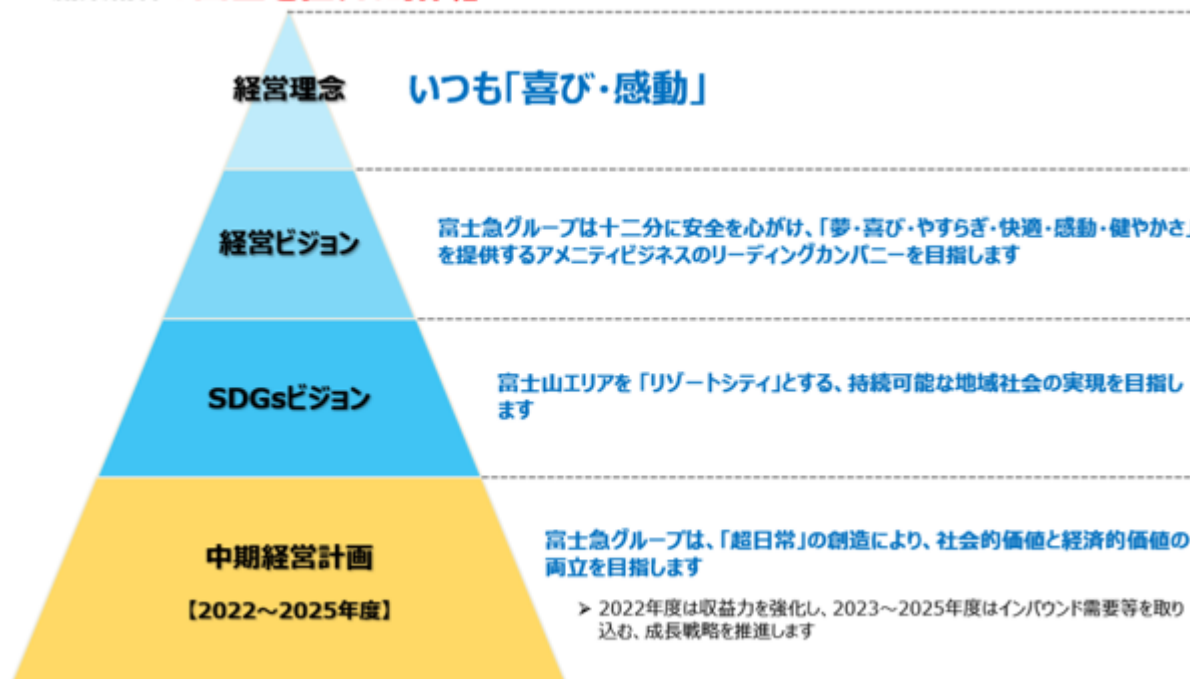 経営理念
いつも「喜び・感動」
経営ビジョン
富士急グループは十二分に安全を心がけ、「夢・喜び・やすらぎ・快適・感動・健やかさ」
を提供するアメニティビジネスのリーディングカンパニーを目指します
SDGsビジョン
富士山エリアを「リゾートシティ」とする、持続可能な地域社会の実現を目指し
ます
中期経営計画
【2022～2025年度】
富士急グループは、「超日常」の創造により、社会的価値と経済的価値の
両立を目指します
➤ 2022年度は収益力を強化し、2023～2025年度はインバウンド需要等を取り
込む、成長戦略を推進します